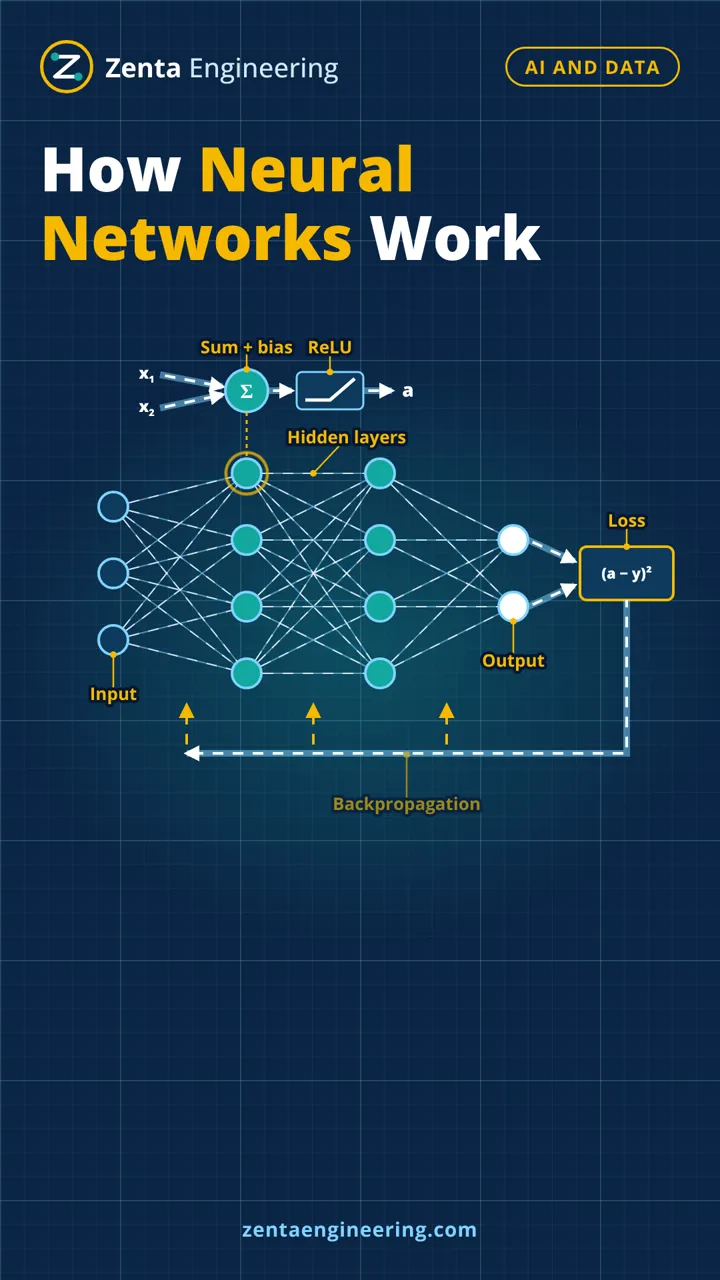 Zenta Engineering
AI AND DATA
How Neural
Networks Work
Sum + bias ReLU
x₁
Σ
a
x₂
Hidden layers
Loss
(a − y)²
Output
Input
Backpropagation
zentaengineering.com